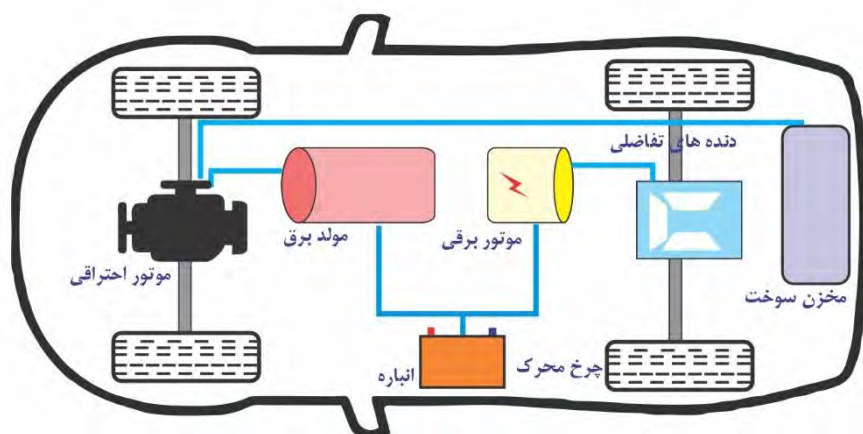 دنده های تفاضلی
مولد برق
موتور برقی
موتور احتراقی
مخزن سوخت
چرخ محرک
انباره